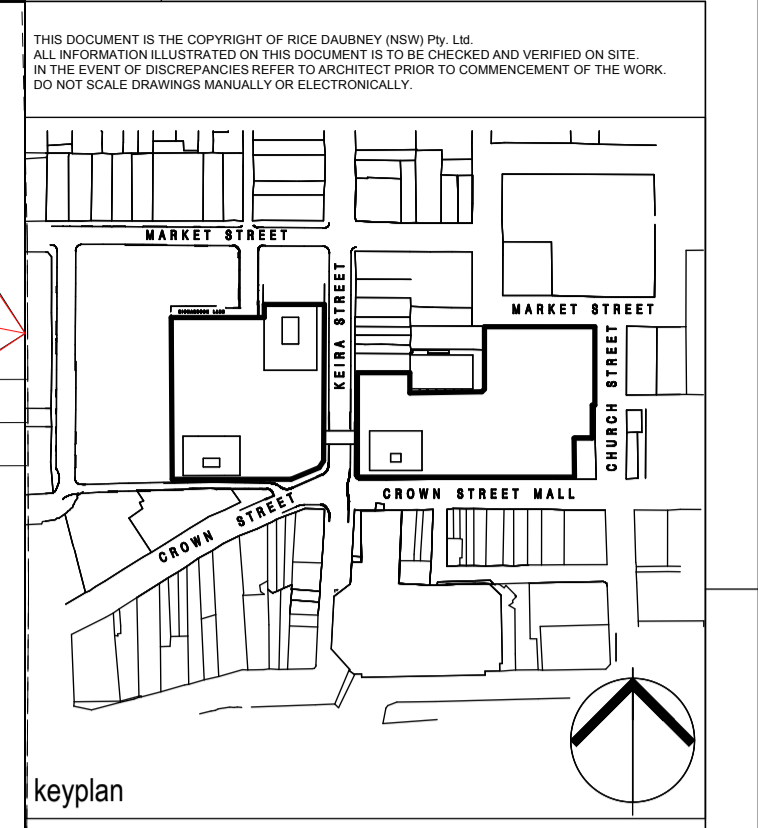 THIS DOCUMENT IS THE COPYRIGHT OF RICE DAUBNEY (NSW) Pty. Ltd.
ALL INFORMATION ILLUSTRATED ON THIS DOCUMENT IS TO BE CHECKED AND VERIFIED ON SITE.
IN THE EVENT OF DISCREPANCIES REFER TO ARCHITECT PRIOR TO COMMENCEMENT OF THE WORK.
DO NOT SCALE DRAWINGS MANUALLY OR ELECTRONICALLY.
MARKET STREET
KEIRA STREET
MARKET STREET
CHURCH STREET
CROWN STREET MALL
CROWN STREET
keyplan